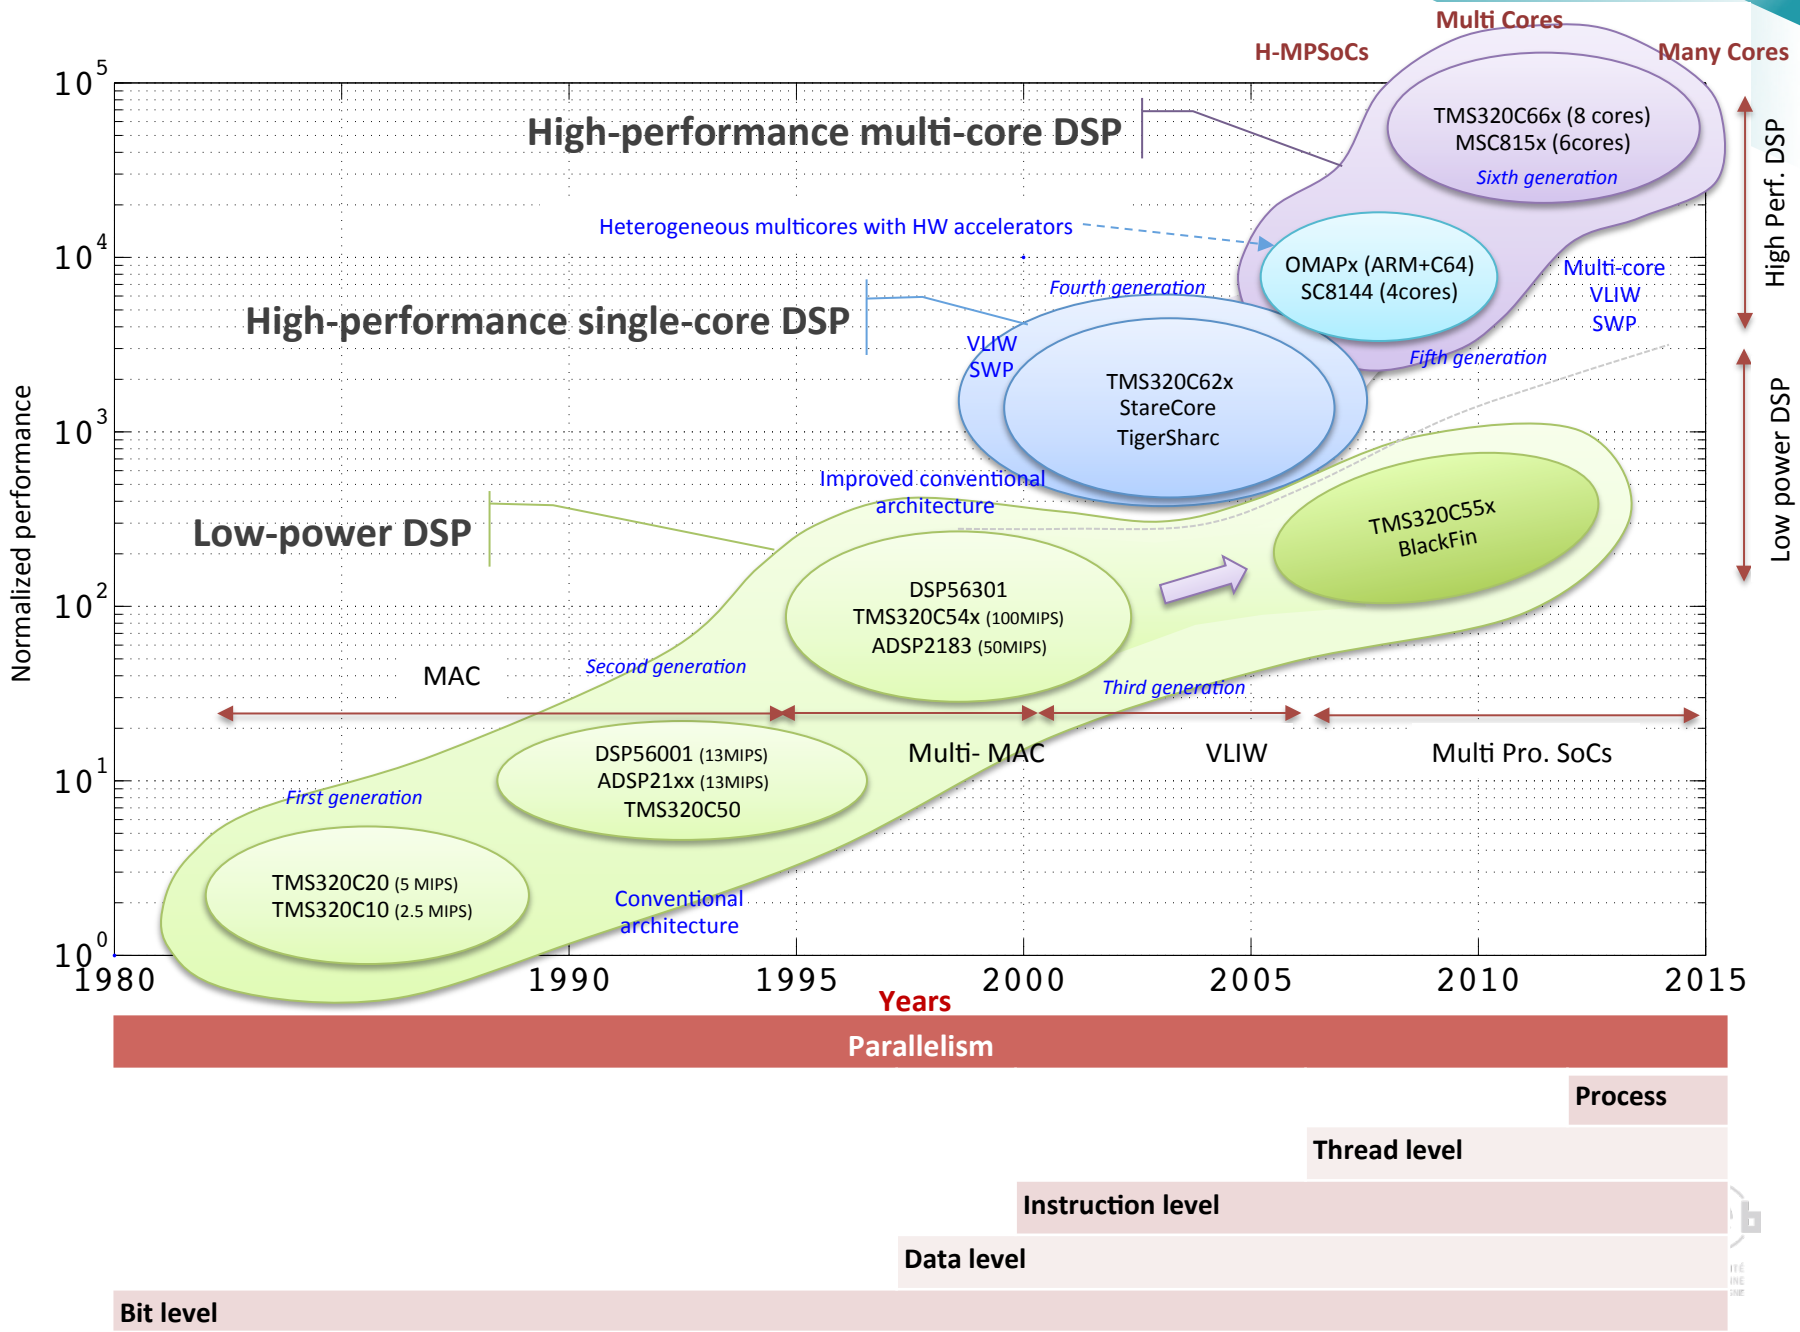 Multi Cores
H-MPSoCs
Many Cores
10^5
High-performance multi-core DSP
TMS320C66x (8 cores)
MSC815x (6cores)
Sixth generation
High Perf. DSP
Heterogeneous multicores with HW accelerators
10^4
OMAPx (ARM+C64)
SC8144 (4cores)
Multi-core
VLIW
SWP
Fourth generation
High-performance single-core DSP
VLIW
SWP
Fifth generation
TMS320C62x
StareCore
TigerSharc
Low power DSP
Normalized performance
10^3
Improved conventional
architecture
Low-power DSP
TMS320C55x
BlackFin
DSP56301
TMS320C54x (100MIPS)
ADSP2183 (50MIPS)
10^2
MAC
Second generation
Third generation
DSP56001 (13MIPS)
ADSP21xx (13MIPS)
TMS320C50
Multi- MAC
VLIW
Multi Pro. SoCs
10^1
First generation
TMS320C20 (5 MIPS)
TMS320C10 (2.5 MIPS)
Conventional
architecture
10^0
1980
1990
1995
2000
2005
2010
2015
Years
Parallelism
Process
Thread level
Instruction level
Data level
Bit level